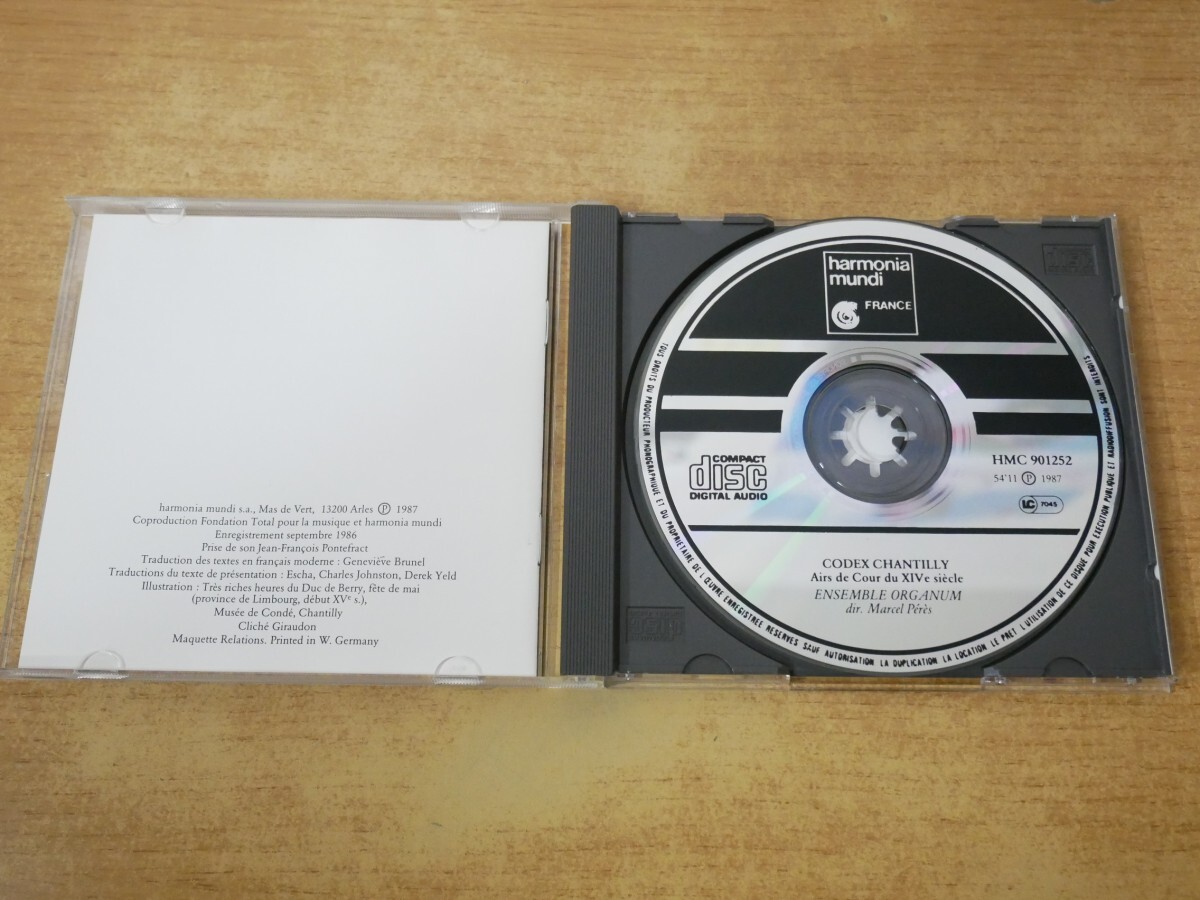 harmonia mundi s.a., Mas de Vert, 13200 Arles Ⓟ 1987
Coproduction Fondation Total pour la musique et harmonia mundi
Enregistrement septembre 1986
Prise de son Jean-François Pontefract
Traduction des textes en français moderne : Geneviève Brunel
Traductions du texte de présentation : Escha, Charles Johnston, Derek Yeld
Illustration : Très riches heures du Duc de Berry, fête de mai
(province de Limbourg, début XVe s.),
Musée de Condé, Chantilly
Cliché Giraudon
Maquette Relations. Printed in W. Germany
harmonia
mundi
FRANCE
COMPACT
disc
DIGITAL AUDIO
HMC 901252
54'11 Ⓟ 1987
LC 7045
CODEX CHANTILLY
Airs de Cour du XIVe siècle
ENSEMBLE ORGANUM
dir. Marcel Pérès
TOUS DROITS DU PRODUCTEUR PHONOGRAPHIQUE ET DU PROPRIETAIRE DE L'ŒUVRE ENREGISTREE RESERVES SAUF AUTORISATION LA DUPLICATION LA LOCATION LE PRET L'UTILISATION DE CE DISQUE POUR EXECUTION PUBLIQUE ET RADIODIFFUSION SONT INTERDITS